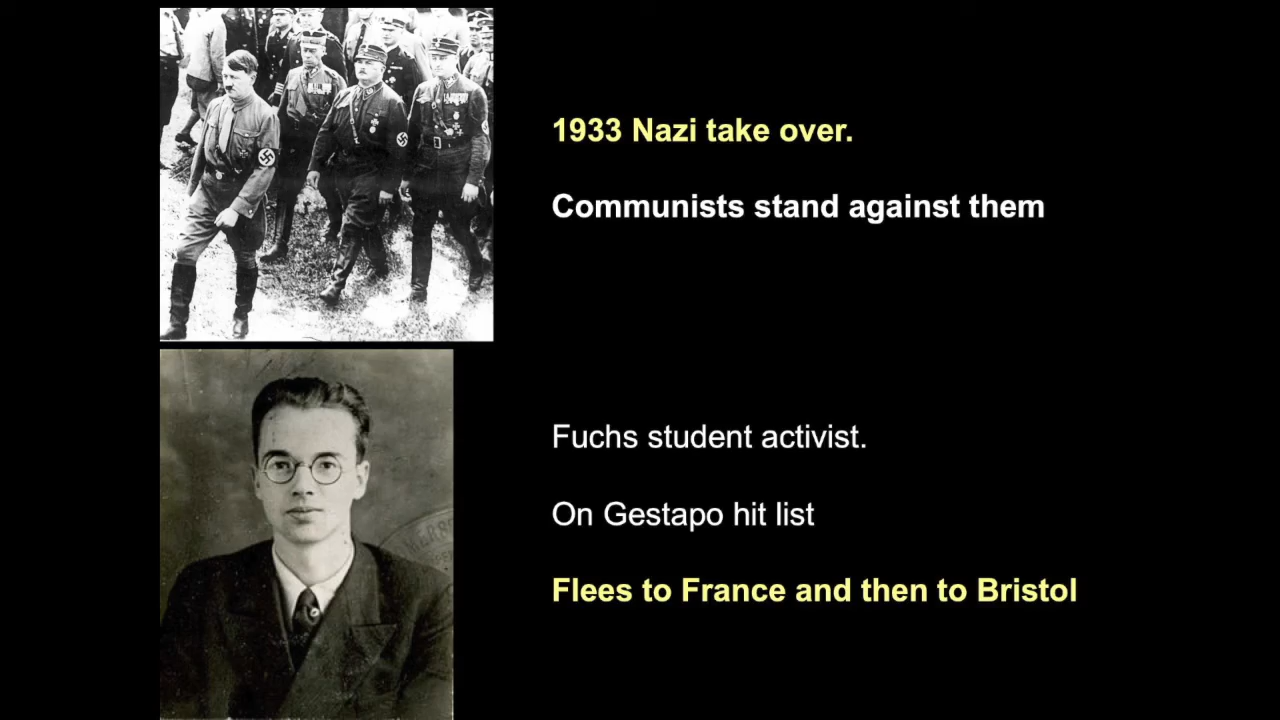 1933 Nazi take over.
Communists stand against them
Fuchs student activist.
On Gestapo hit list
Flees to France and then to Bristol